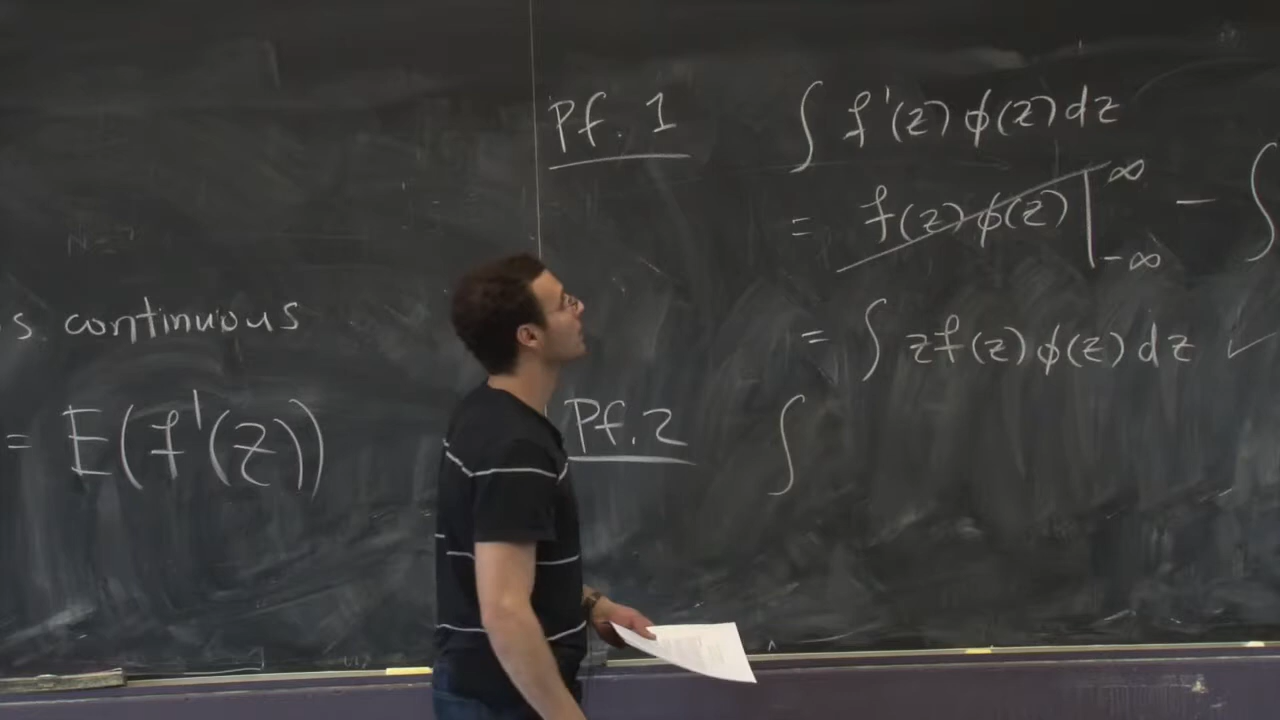 s continuous
= E(f'(Z))
Pf. 1
∫ f'(z) ϕ(z) dz
= f(z) ϕ(z) |_{-∞}^{∞} - ∫
= ∫ z f(z) ϕ(z) dz ✓
Pf. 2
∫